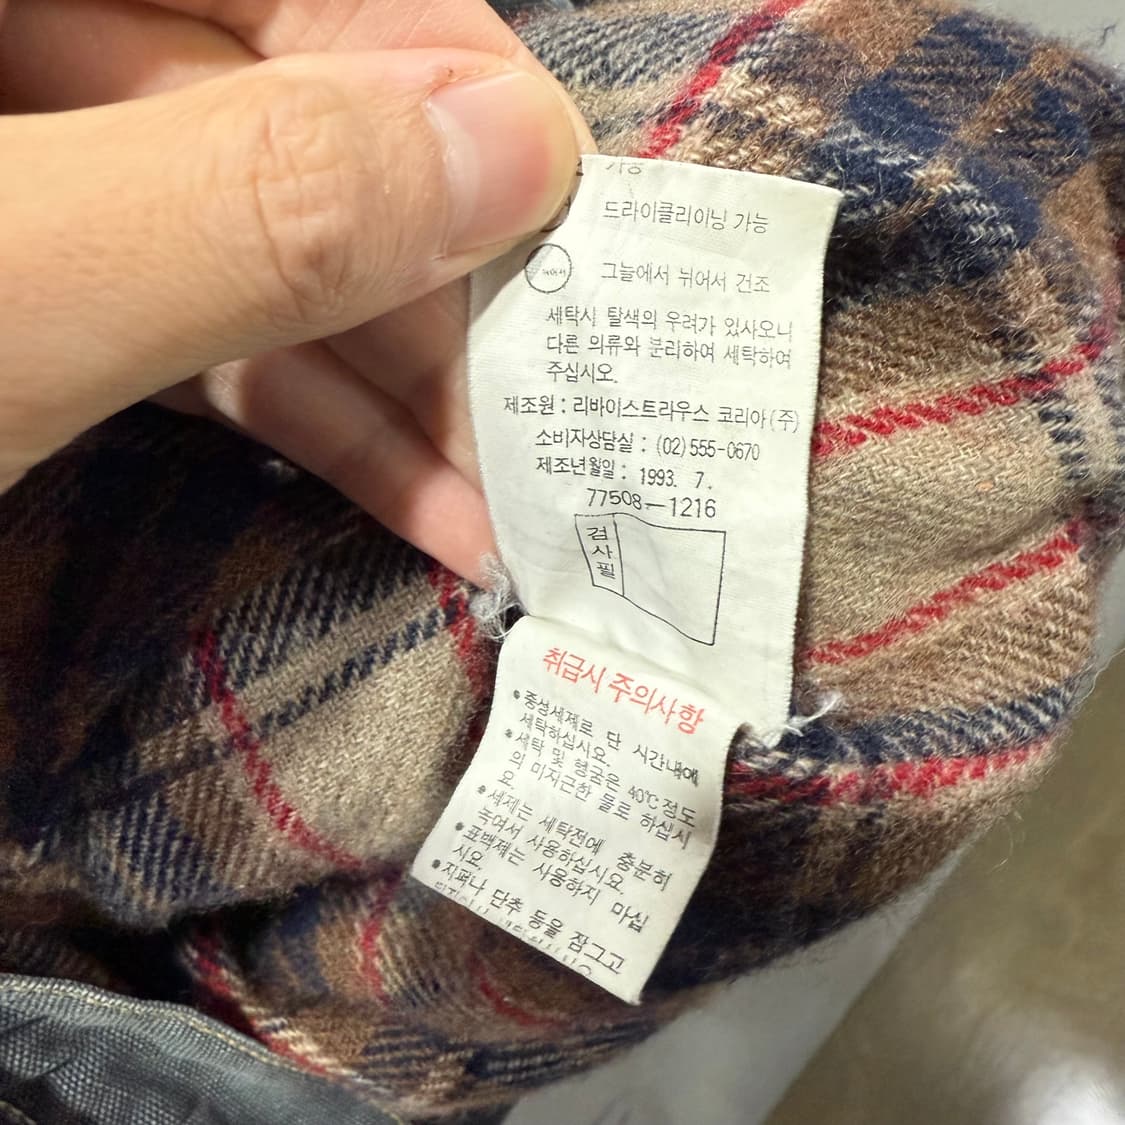 가능
드라이클리이닝 가능
뉘어서
그늘에서 뉘어서 건조
세탁시 탈색의 우려가 있사오니
다른 의류와 분리하여 세탁하여
주십시오.
제조원 : 리바이스트라우스 코리아(주)
소비자상담실 : (02)555-0670
제조년월일 : 1993. 7.
77508-1216
검사필
취급시 주의사항
• 중성세제로 단 시간내에
세탁하십시요.
• 세탁 및 헹굼은 40℃정도
의 미지근한 물로 하십시
요.
• 세제는 세탁전에 충분히
녹여서 사용하십시요.
• 표백제는 사용하지 마십
시요.
• 지퍼나 단추 등을 잠그고